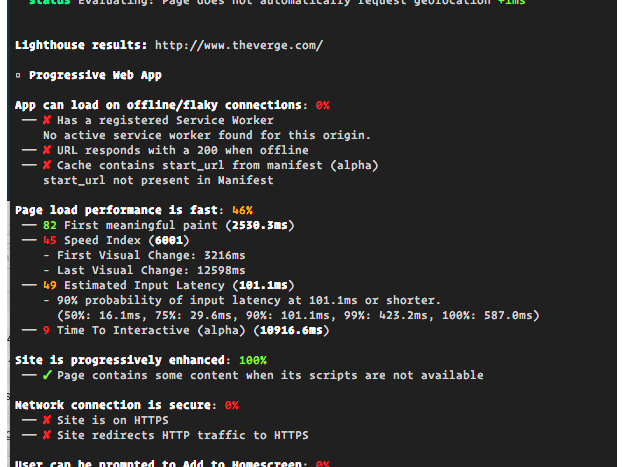 status Evaluating: Page does not automatically request geolocation +1ms
Lighthouse results: http://www.theverge.com/
Progressive Web App
App can load on offline/flaky connections: 0%
── ✘ Has a registered Service Worker
No active service worker found for this origin.
── ✘ URL responds with a 200 when offline
── ✘ Cache contains start_url from manifest (alpha)
start_url not present in Manifest
Page load performance is fast: 46%
── 82 First meaningful paint (2530.3ms)
── 45 Speed Index (6001)
- First Visual Change: 3216ms
- Last Visual Change: 12598ms
── 49 Estimated Input Latency (101.1ms)
- 90% probability of input latency at 101.1ms or shorter.
(50%: 16.1ms, 75%: 29.6ms, 90%: 101.1ms, 99%: 423.2ms, 100%: 587.0ms)
── 9 Time To Interactive (alpha) (10916.6ms)
Site is progressively enhanced: 100%
── ✓ Page contains some content when its scripts are not available
Network connection is secure: 0%
── ✘ Site is on HTTPS
── ✘ Site redirects HTTP traffic to HTTPS
User can be prompted to Add to Homescreen: 0%